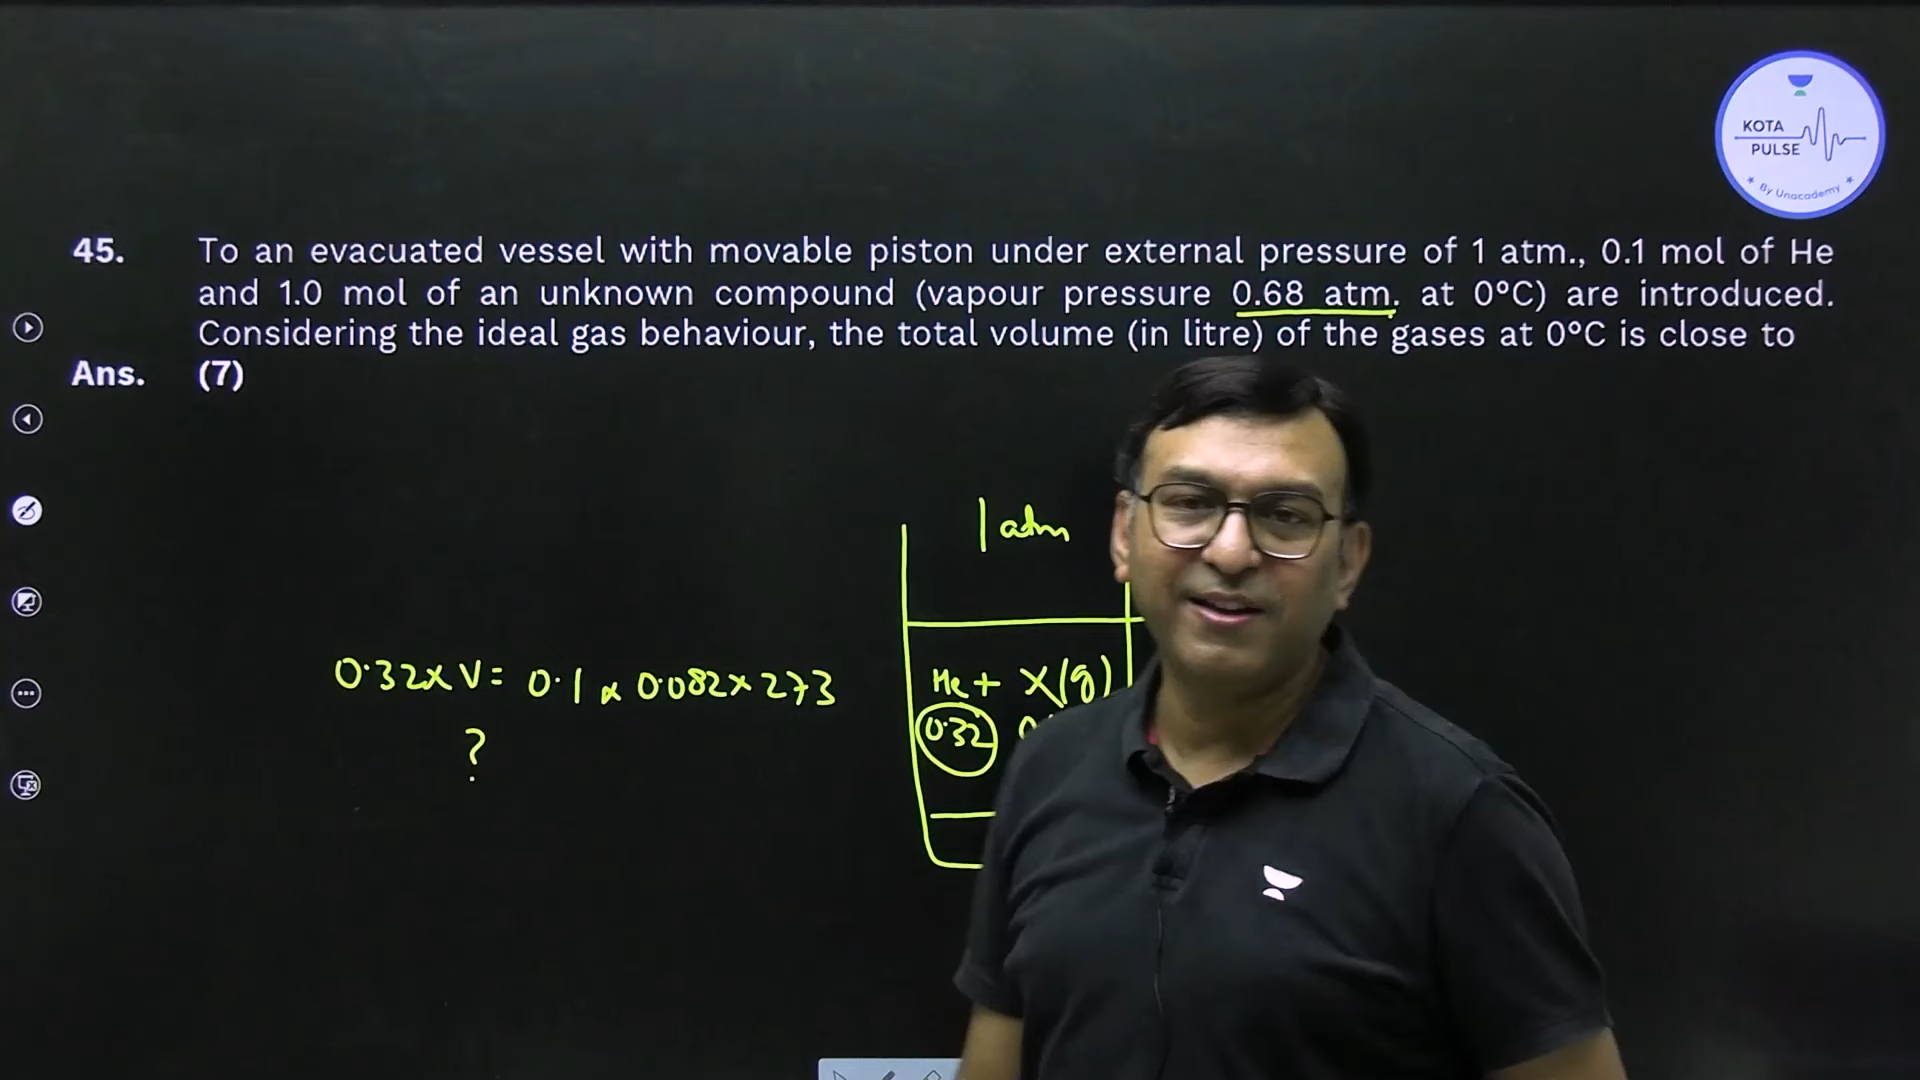 KOTA
PULSE
By Unacademy
45. To an evacuated vessel with movable piston under external pressure of 1 atm., 0.1 mol of He
and 1.0 mol of an unknown compound (vapour pressure 0.68 atm. at 0°C) are introduced.
Considering the ideal gas behaviour, the total volume (in litre) of the gases at 0°C is close to
Ans. (7)
1 atm
0.32 x V = 0.1 x 0.082 x 273
?
He + X(g)
0.32